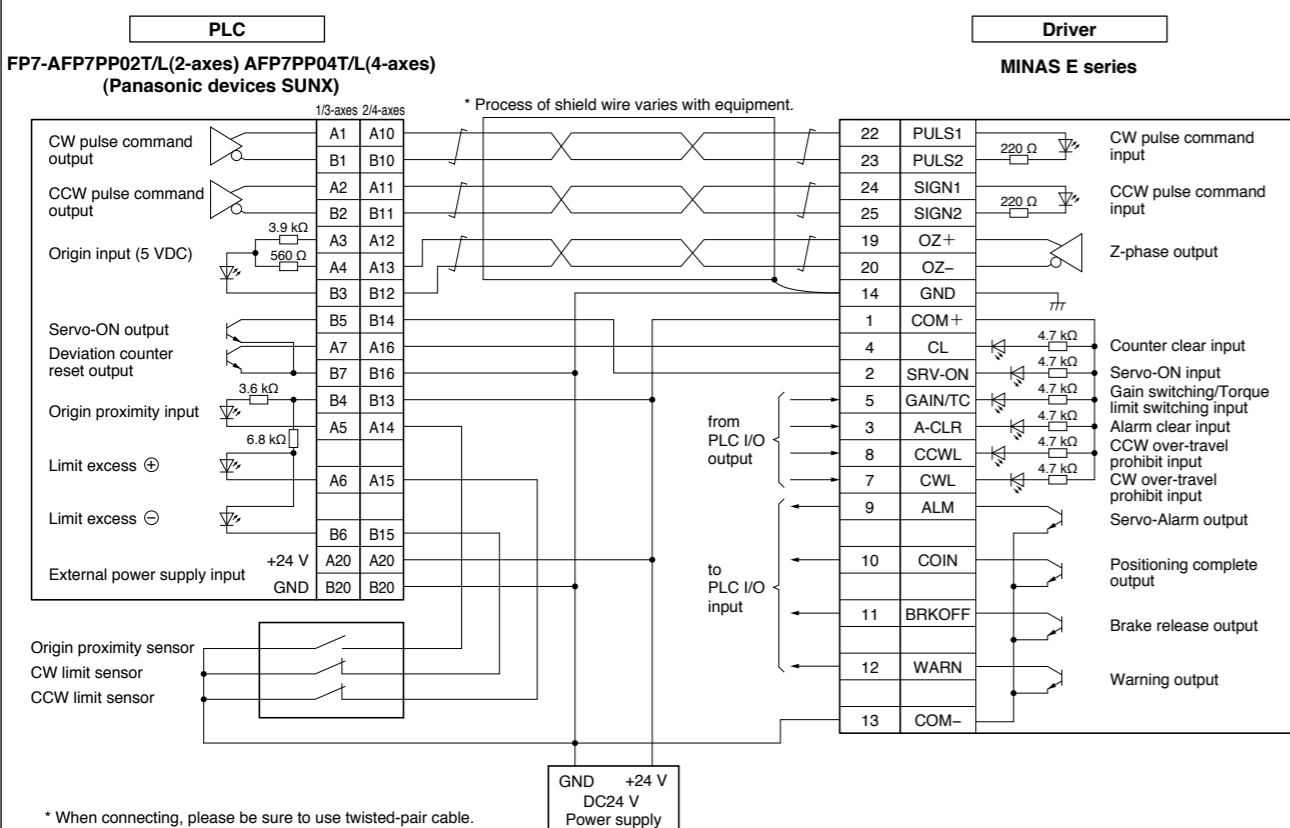 PLC
Driver
FP7-AFP7PP02T/L(2-axes) AFP7PP04T/L(4-axes)
(Panasonic devices SUNX)
MINAS E series
1/3-axes 2/4-axes
* Process of shield wire varies with equipment.
CW pulse command
output
A1 A10
B1 B10
22 PULS1
23 PULS2
220 Ω
CW pulse command
input
CCW pulse command
output
A2 A11
B2 B11
24 SIGN1
25 SIGN2
220 Ω
CCW pulse command
input
Origin input (5 VDC)
3.9 kΩ
560 Ω
A3 A12
A4 A13
B3 B12
19 OZ+
20 OZ−
14 GND
Z-phase output
Servo-ON output
B5 B14
1 COM+
Deviation counter
reset output
A7 A16
B7 B16
4 CL
4.7 kΩ
Counter clear input
2 SRV-ON
4.7 kΩ
Servo-ON input
Origin proximity input
3.6 kΩ
B4 B13
A5 A14
6.8 kΩ
from
PLC I/O
output
5 GAIN/TC
4.7 kΩ
Gain switching/Torque
limit switching input
3 A-CLR
4.7 kΩ
Alarm clear input
Limit excess ⊕
A6 A15
8 CCWL
4.7 kΩ
CCW over-travel
prohibit input
7 CWL
4.7 kΩ
CW over-travel
prohibit input
Limit excess ⊖
B6 B15
9 ALM
Servo-Alarm output
External power supply input
+24 V A20 A20
GND B20 B20
to
PLC I/O
input
10 COIN
Positioning complete
output
11 BRKOFF
Brake release output
12 WARN
Warning output
13 COM−
Origin proximity sensor
CW limit sensor
CCW limit sensor
GND +24 V
DC24 V
Power supply
* When connecting, please be sure to use twisted-pair cable.